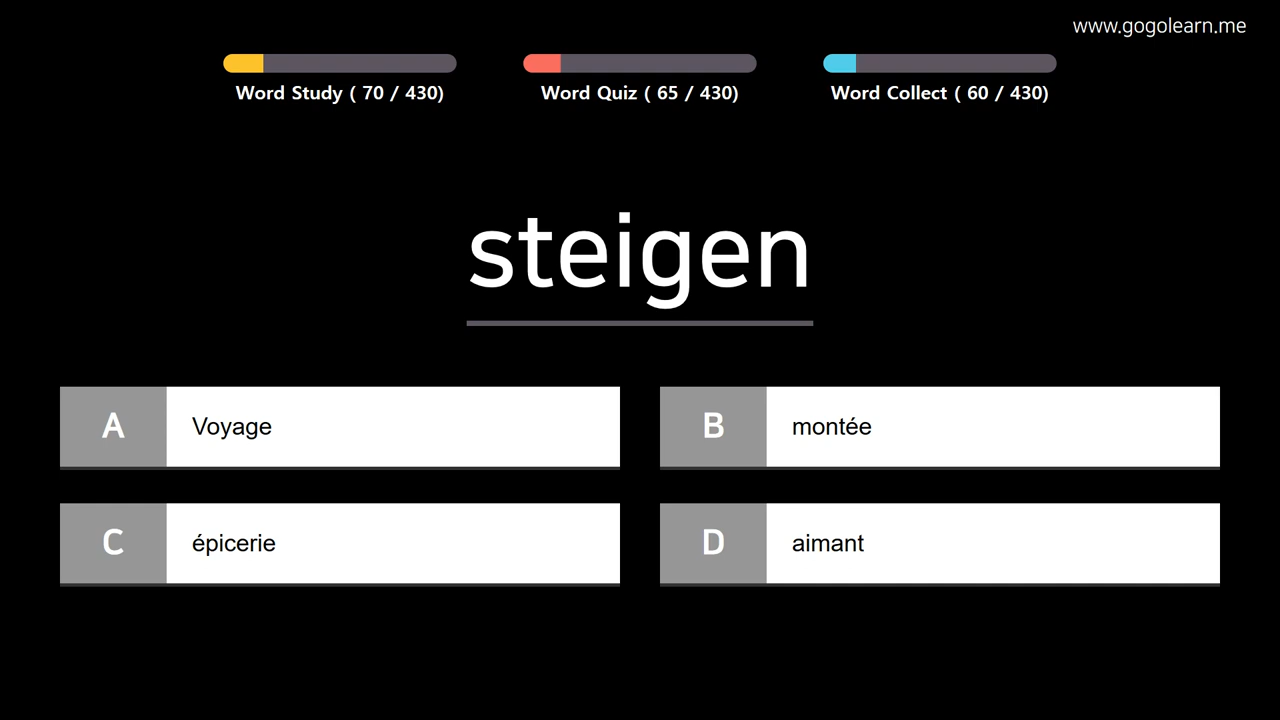 www.gogolearn.me
Word Study ( 70 / 430)
Word Quiz ( 65 / 430)
Word Collect ( 60 / 430)
steigen
A
Voyage
B
montée
C
épicerie
D
aimant